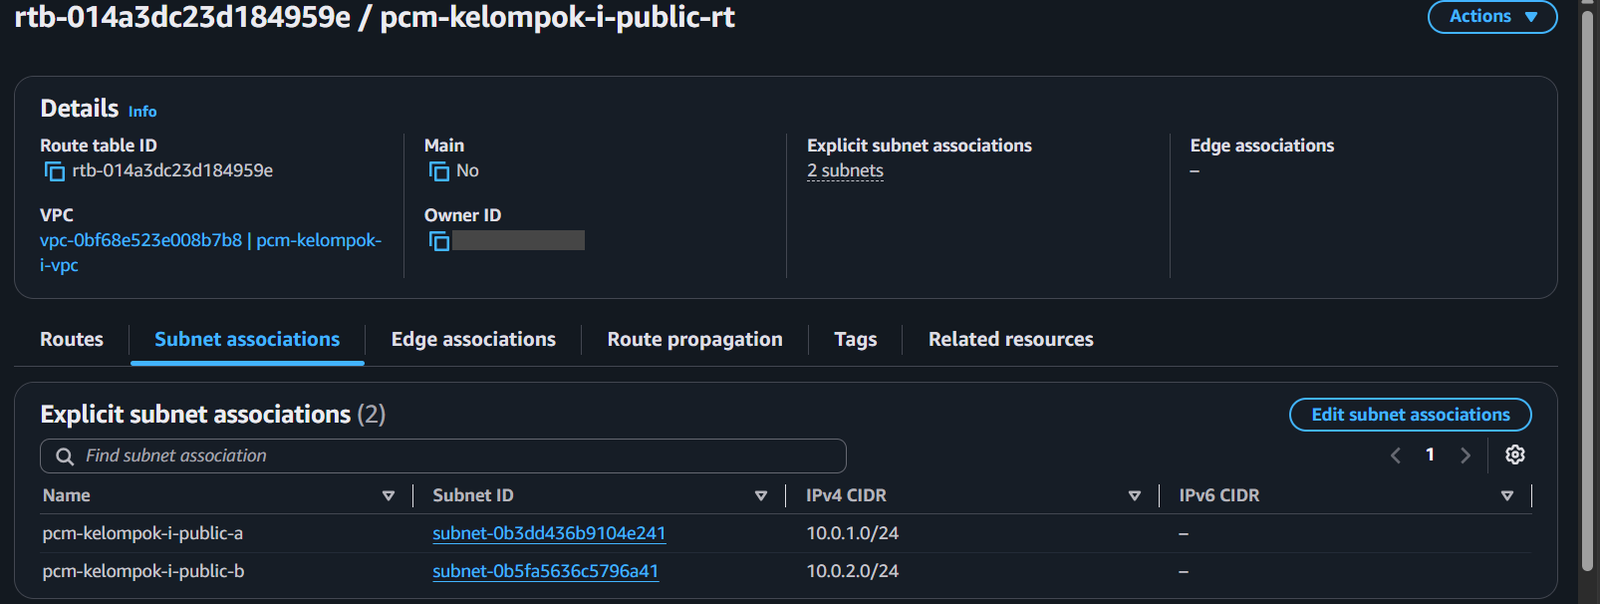 rtb-014a3dc23d184959e / pcm-kelompok-i-public-rt
Actions
Details Info
Route table ID
rtb-014a3dc23d184959e
Main
No
Explicit subnet associations
2 subnets
Edge associations
–
VPC
vpc-0bf68e523e008b7b8 | pcm-kelompok-
i-vpc
Owner ID
Routes
Subnet associations
Edge associations
Route propagation
Tags
Related resources
Explicit subnet associations (2)
Edit subnet associations
Find subnet association
1
Name Subnet ID IPv4 CIDR IPv6 CIDR
pcm-kelompok-i-public-a subnet-0b3dd436b9104e241 10.0.1.0/24 –
pcm-kelompok-i-public-b subnet-0b5fa5636c5796a41 10.0.2.0/24 –